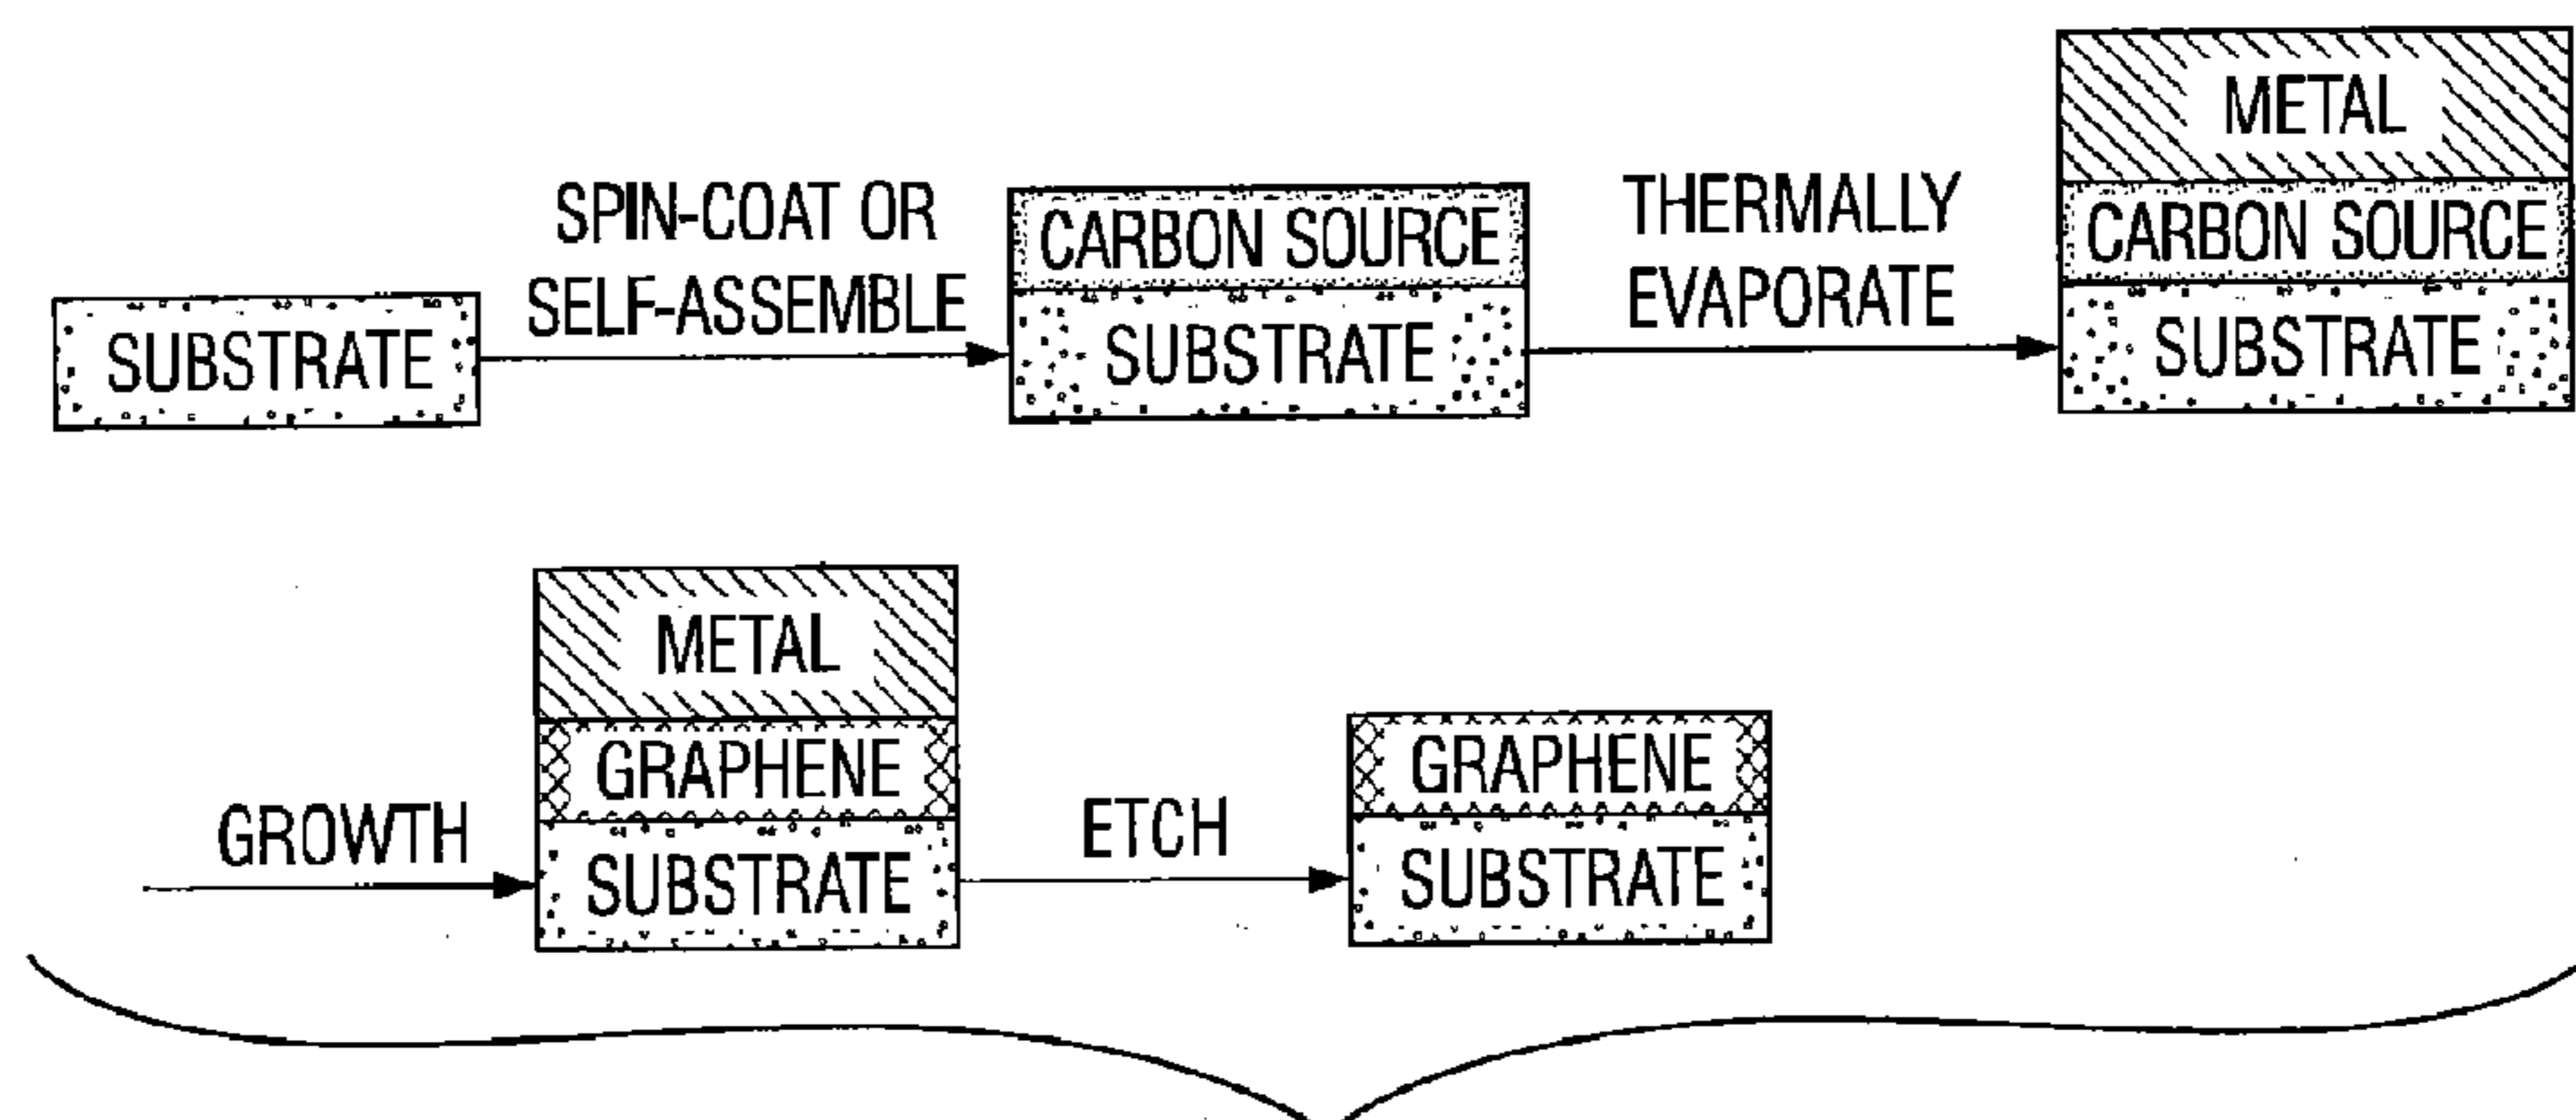 SUBSTRATE
SPIN-COAT OR
SELF-ASSEMBLE
CARBON SOURCE
SUBSTRATE
THERMALLY
EVAPORATE
METAL
CARBON SOURCE
SUBSTRATE
GROWTH
METAL
GRAPHENE
SUBSTRATE
ETCH
GRAPHENE
SUBSTRATE